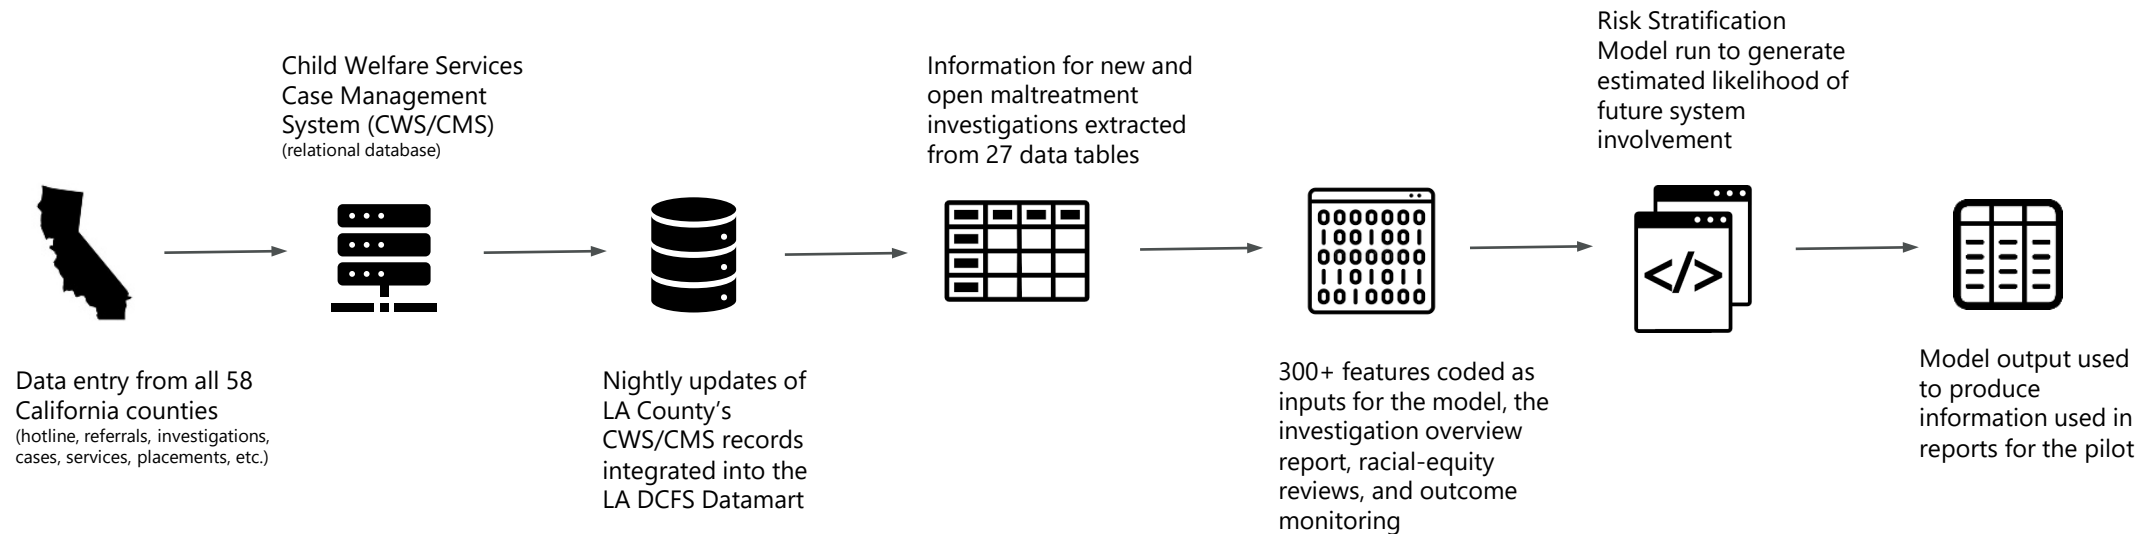 Data entry from all 58
California counties
(hotline, referrals, investigations,
cases, services, placements, etc.)
Child Welfare Services
Case Management
System (CWS/CMS)
(relational database)
Nightly updates of
LA County’s
CWS/CMS records
integrated into the
LA DCFS Datamart
Information for new and
open maltreatment
investigations extracted
from 27 data tables
0000000
1001001
0000000
1101011
0010000
300+ features coded as
inputs for the model, the
investigation overview
report, racial-equity
reviews, and outcome
monitoring
Risk Stratification
Model run to generate
estimated likelihood of
future system
involvement
</>
Model output used
to produce
information used in
reports for the pilot